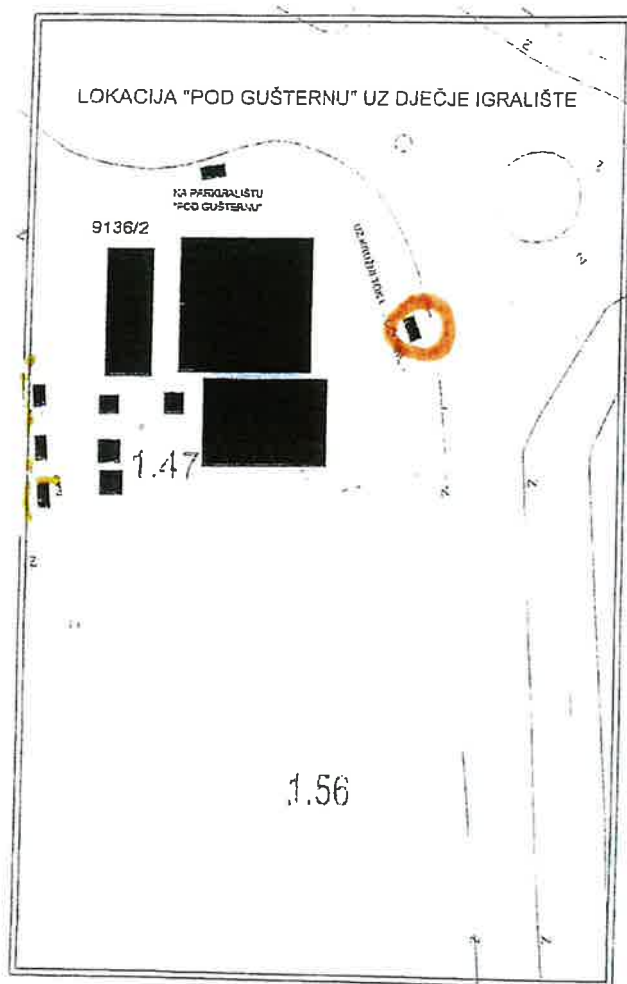 LOKACIJA "POD GUŠTERNU" UZ DJEČJE IGRALIŠTE
NA PARKIRALIŠTU
"POD GUŠTERNU"
9136/2
1.47
1.56